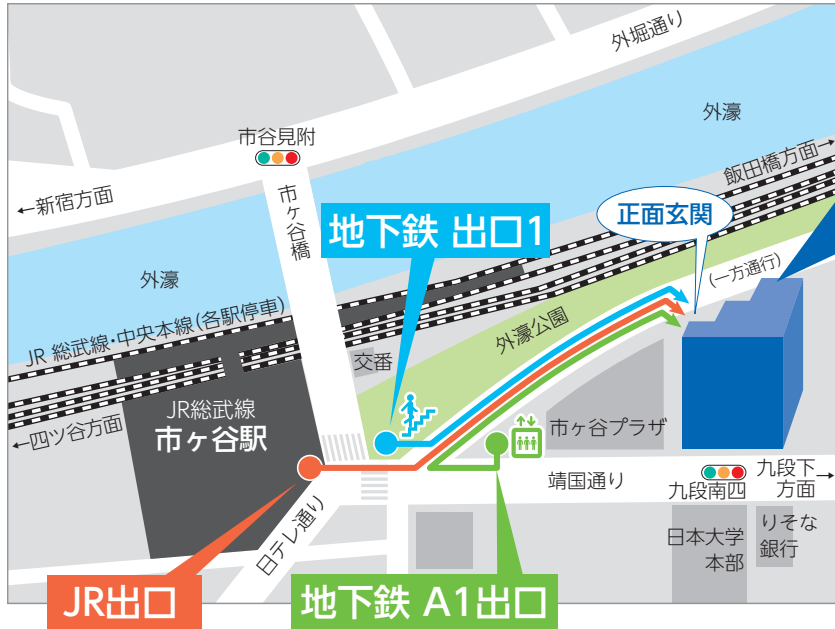 外堀通り
外濠
市谷見附
飯田橋方面→
←新宿方面
市ヶ谷橋
地下鉄 出口1
正面玄関
(一方通行)
外濠
JR 総武線・中央本線(各駅停車)
外濠公園
交番
JR総武線
市ヶ谷駅
←四ツ谷方面
市ヶ谷プラザ
靖国通り
九段南四
九段下
方面→
日テレ通り
日本大学
本部
りそな
銀行
JR出口
地下鉄 A1出口